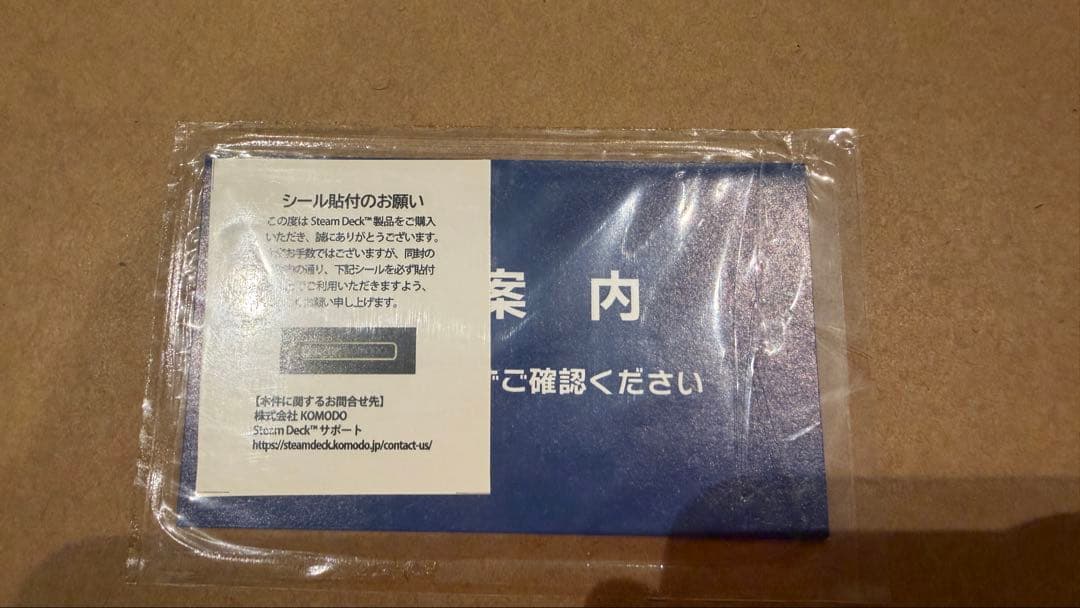 シール貼付のお願い
この度は Steam Deck™ 製品をご購入
いただき、誠にありがとうございます。
お手数ではございますが、同封の
の通り、下記シールを必ず貼付
でご利用いただきますよう、
お願い申し上げます。
【本件に関するお問合せ先】
株式会社 KOMODO
Steam Deck™ サポート
https://steamdeck.komodo.jp/contact-us/
案 内
ご確認ください